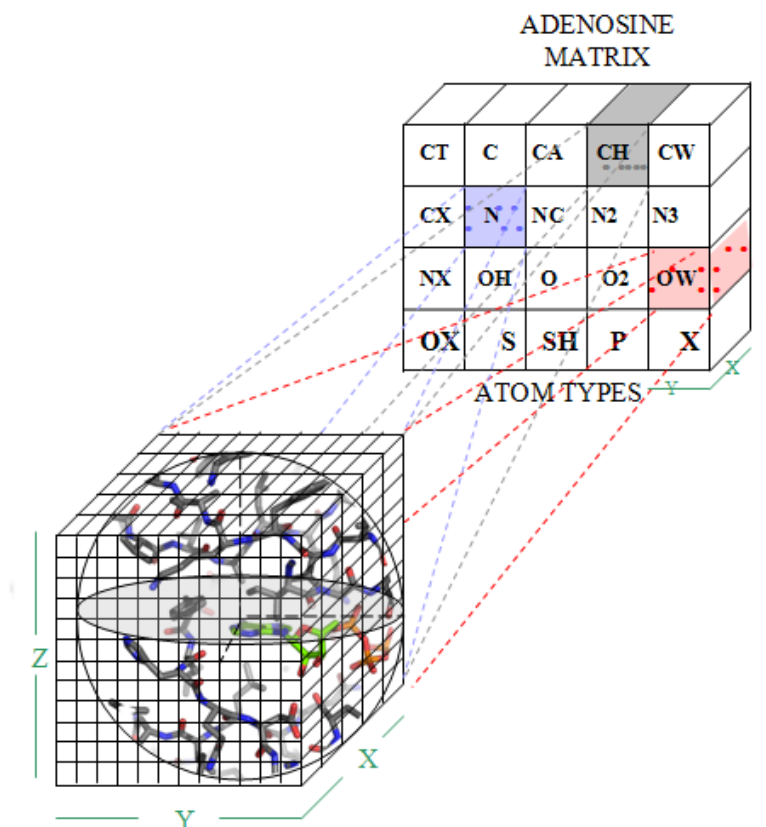 ADENOSINE
MATRIX
CT C CA CH CW
CX N NC N2 N3
NX OH O O2 OW
OX S SH P X
ATOM TYPES Y X
Z
X
Y